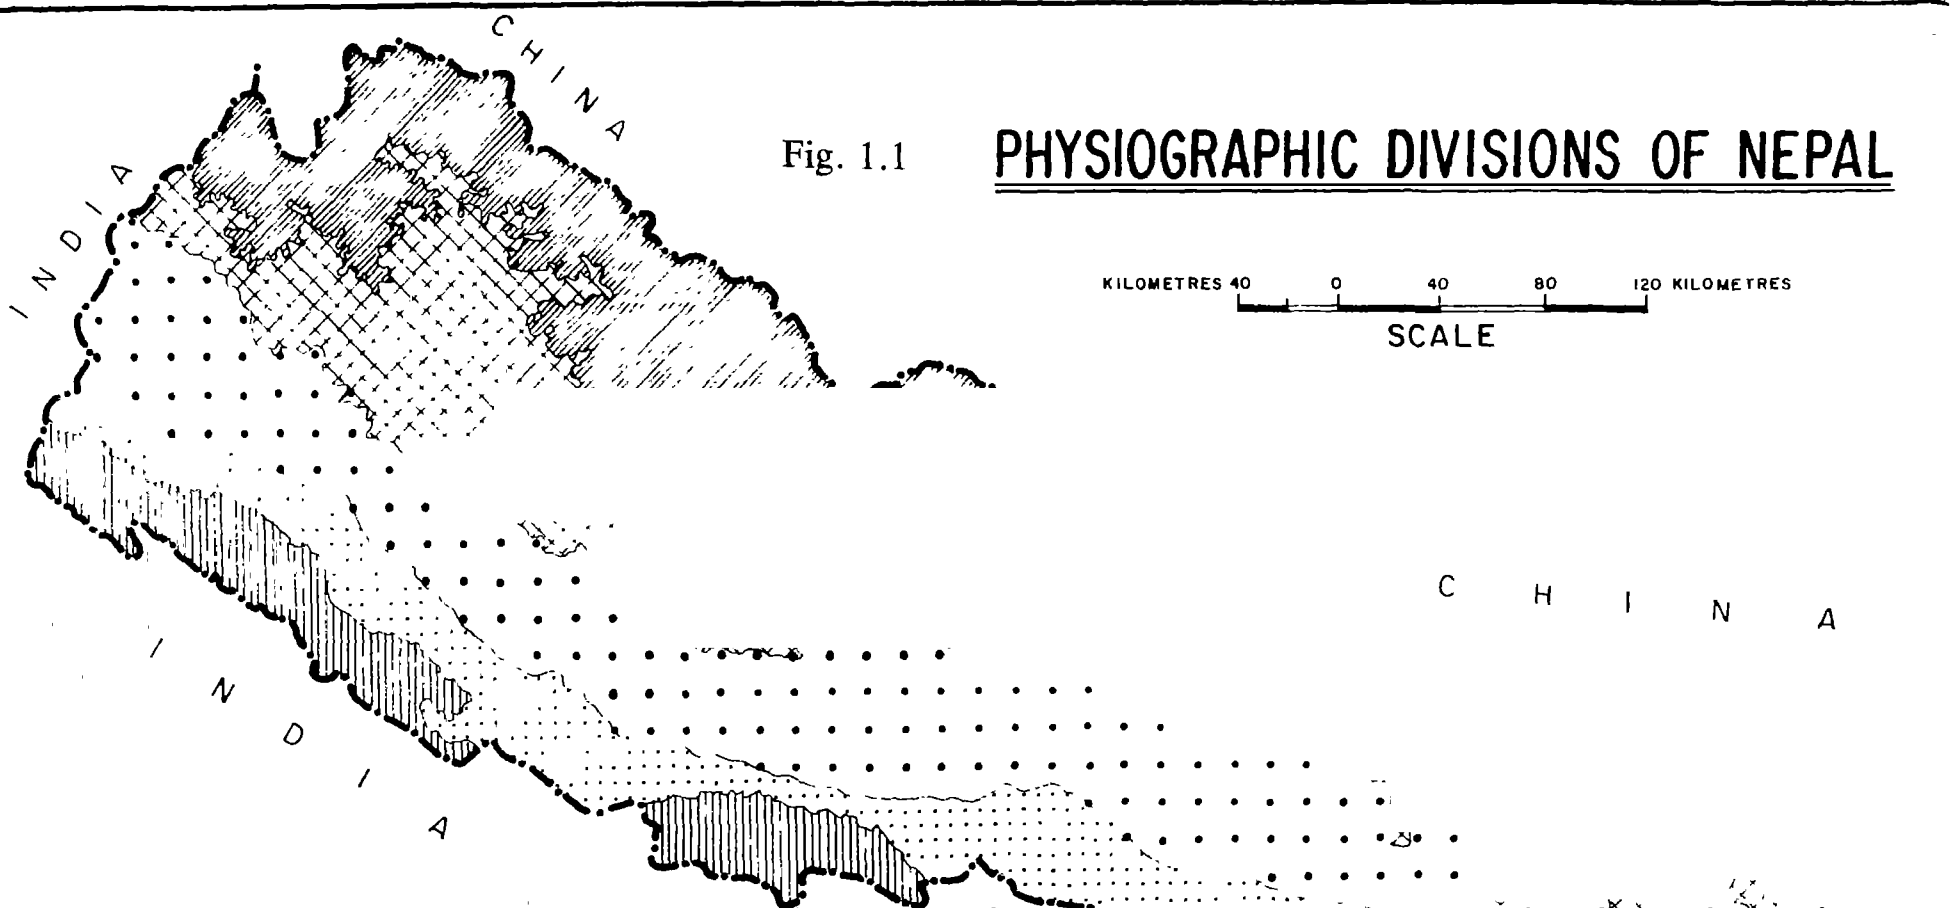 CHINA
Fig. 1.1 PHYSIOGRAPHIC DIVISIONS OF NEPAL
INDIA
KILOMETRES 40 0 40 80 120 KILOMETRES
SCALE
CHINA
INDIA